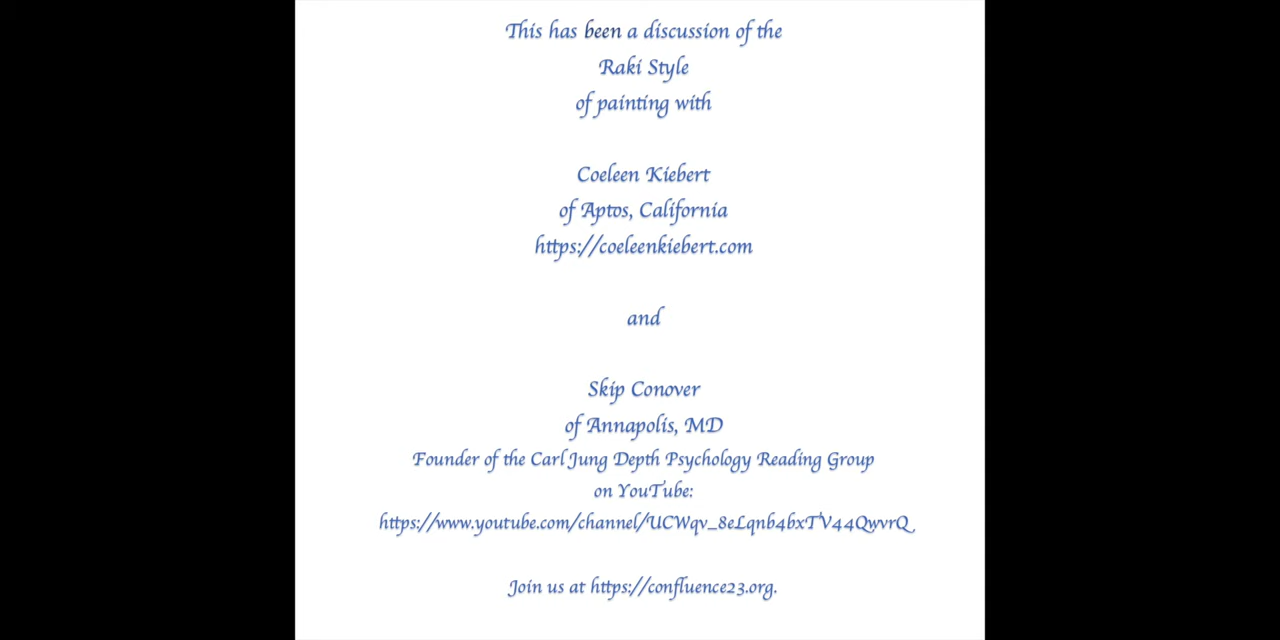 This has been a discussion of the
Raki Style
of painting with
Coeleen Kiebert
of Aptos, California
https://coeleenkiebert.com
and
Skip Conover
of Annapolis, MD
Founder of the Carl Jung Depth Psychology Reading Group
on YouTube:
https://www.youtube.com/channel/UCWqv_8eLqnb4bxTV44QwvrQ
Join us at https://confluence23.org.